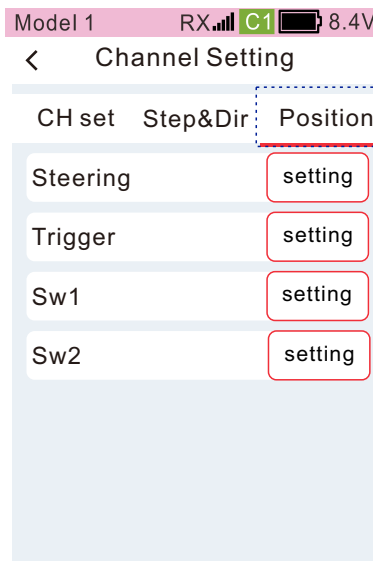 Model 1 RX C1 8.4V
< Channel Setting
CH set Step&Dir Position
Steering setting
Trigger setting
Sw1 setting
Sw2 setting